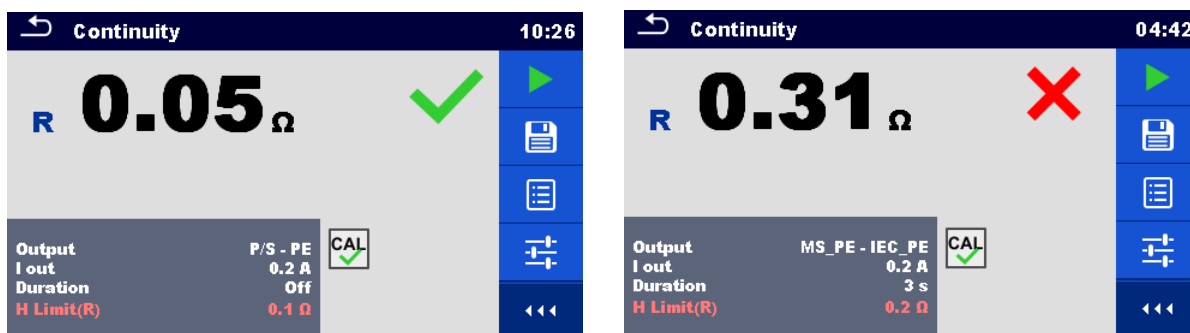 Continuity 10:26
R 0.05 Ω
Output P/S - PE
CAL
I out 0.2 A
Duration Off
H Limit(R) 0.1 Ω
Continuity 04:42
R 0.31 Ω
Output MS_PE - IEC_PE
CAL
I out 0.2 A
Duration 3 s
H Limit(R) 0.2 Ω